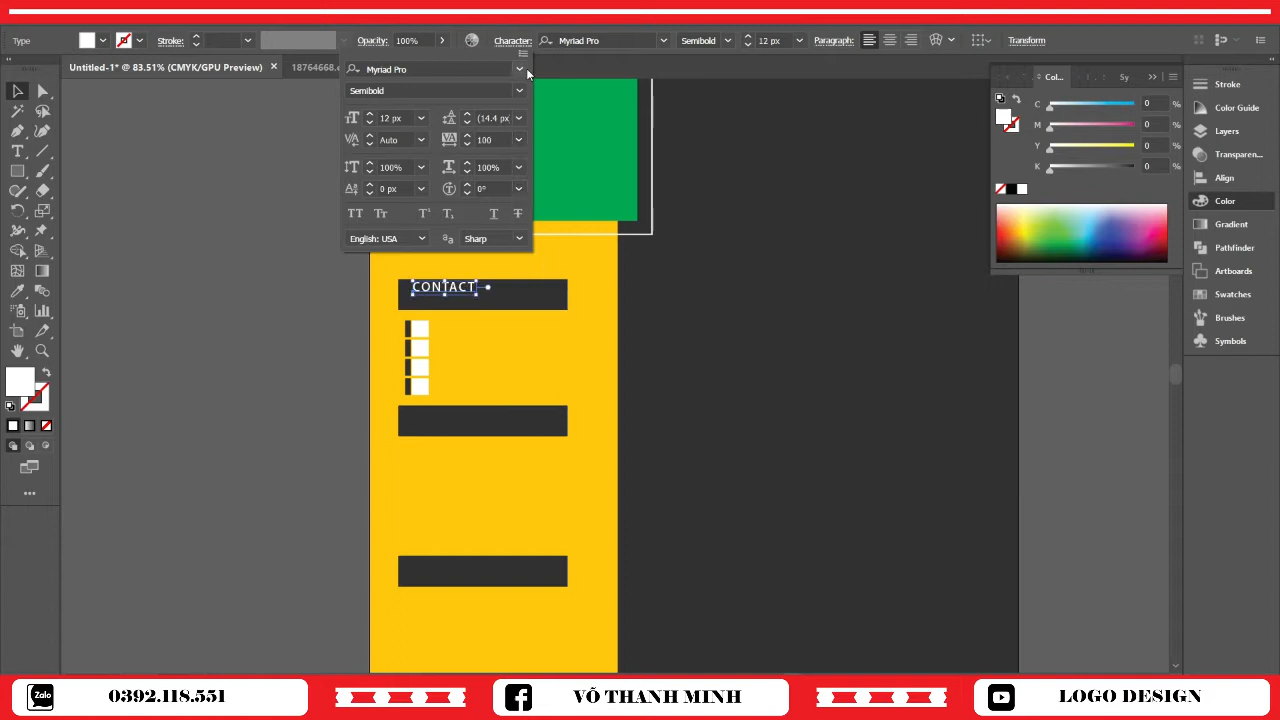 Type
Stroke:
Opacity: 100%
Character:
Myriad Pro
Semibold
12 px
Paragraph:
Transform
Untitled-1* @ 83.51% (CMYK/GPU Preview)
18764668.e
Myriad Pro
Semibold
12 px
(14.4 px
Auto
100
100%
100%
0 px
0°
English: USA
Sharp
CONTACT
Col...
Sy
C 0 %
M 0 %
Y 0 %
K 0 %
Stroke
Color Guide
Layers
Transparen...
Align
Color
Gradient
Pathfinder
Artboards
Swatches
Brushes
Symbols
Zalo
0392.118.551
VÕ THANH MINH
LOGO DESIGN